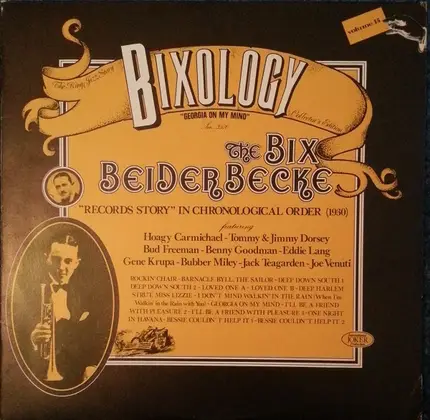 volume 14
The King Jazz Story
BIXOLOGY
Collector's Edition
"GEORGIA ON MY MIND"
The BIX
BEIDERBECKE
"RECORDS STORY" IN CHRONOLOGICAL ORDER (1930)
featuring
Hoagy Carmichael - Tommy & Jimmy Dorsey
Bud Freeman - Benny Goodman - Eddie Lang
Gene Krupa - Bubber Miley - Jack Teagarden - Joe Venuti
ROCKIN' CHAIR - BARNACLE BYLL, THE SAILOR - DEEP DOWN SOUTH 1
DEEP DOWN SOUTH 2 - LOVED ONE A - LOVED ONE B - DEEP HARLEM
STRUT MISS LIZZIE - I DON'T MIND WALKIN' IN THE RAIN (When I'm
Walkin' in the Rain with You) - GEORGIA ON MY MIND - I'LL BE A FRIEND
WITH PLEASURE 2 - I'LL BE A FRIEND WITH PLEASURE 3 - ONE NIGHT
IN HAVANA - BESSIE COULDN'T HELP IT 1 - BESSIE COULDN'T HELP IT 2
JOKER